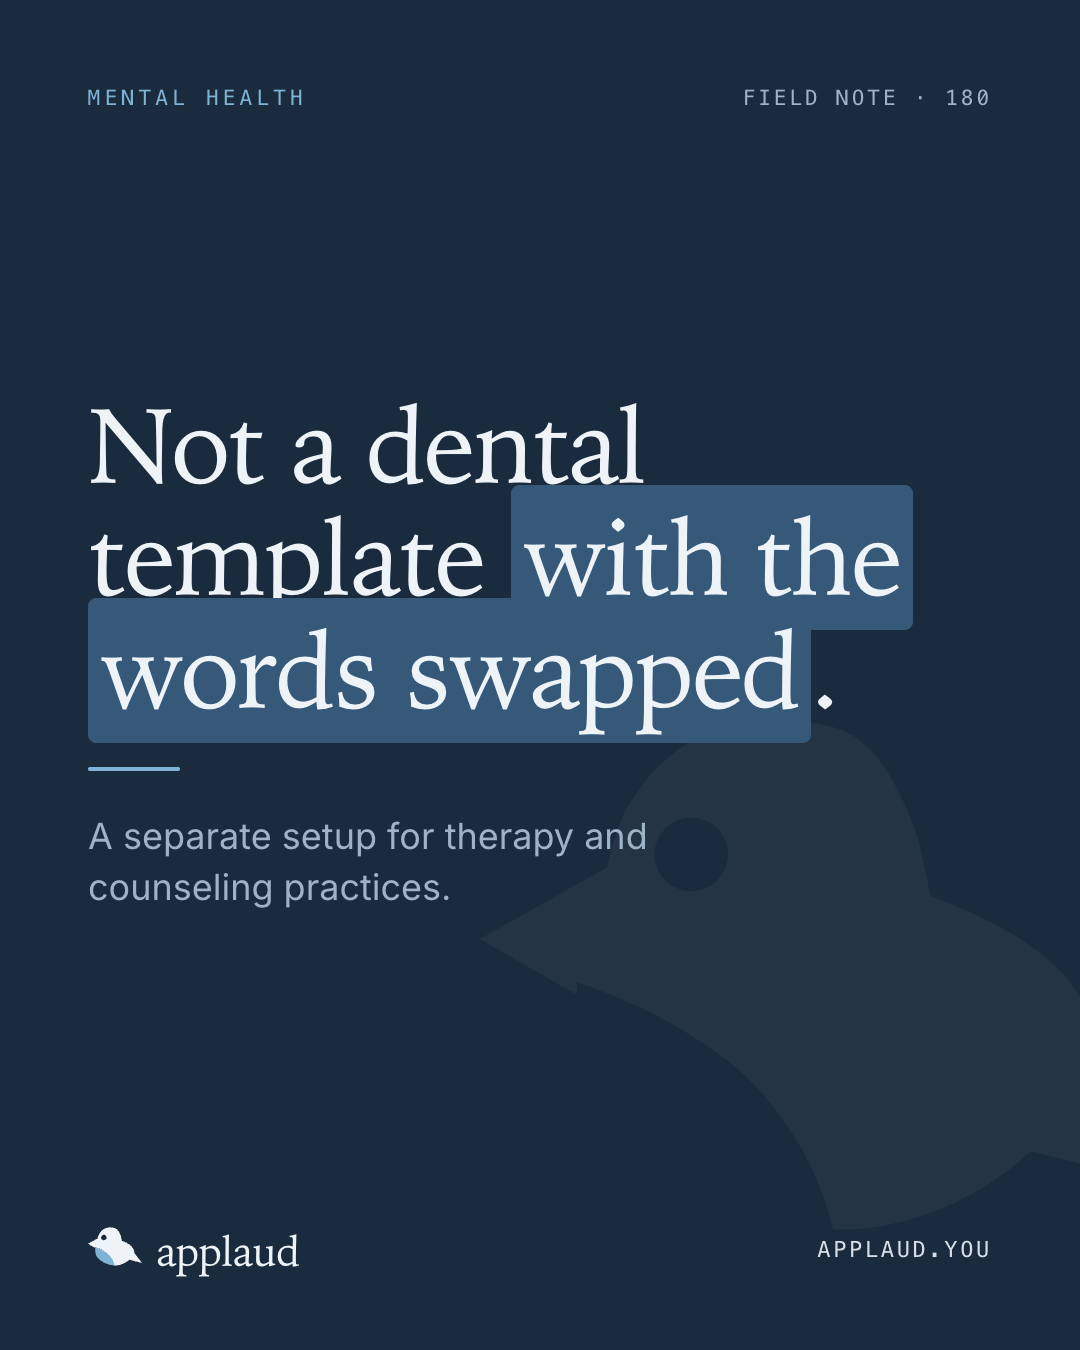 MENTAL HEALTH
FIELD NOTE · 180
Not a dental
template with the
words swapped.
A separate setup for therapy and
counseling practices.
applaud
APPLAUD.YOU